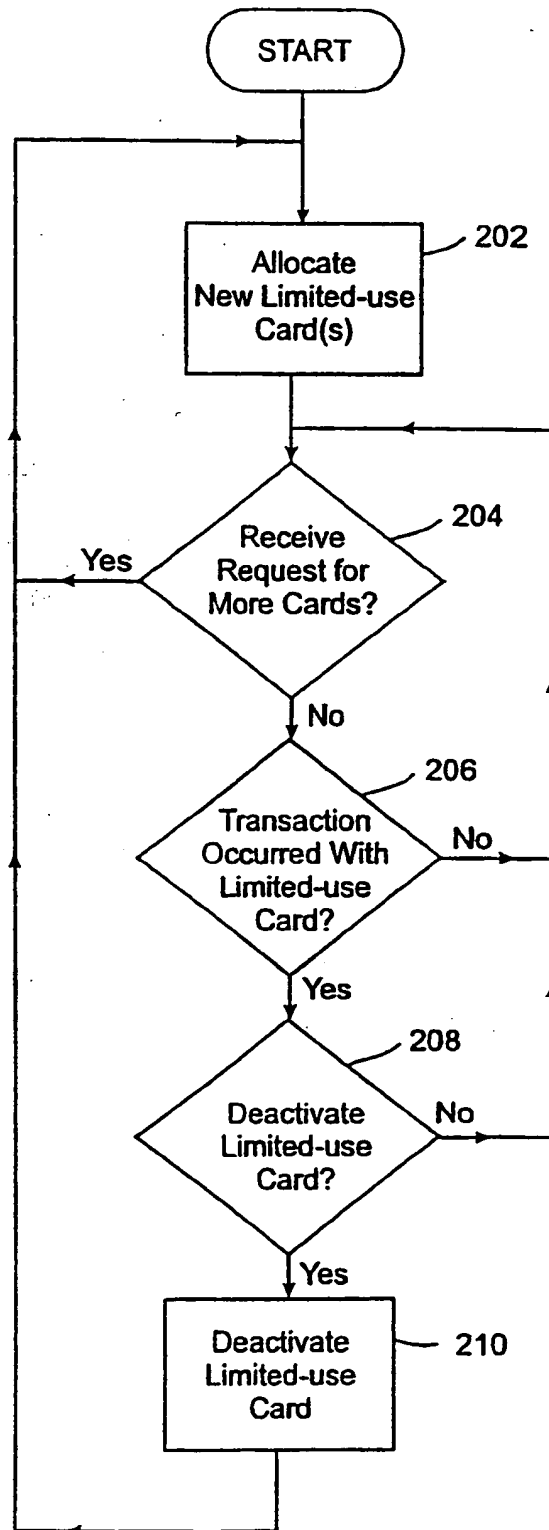 START
202
Allocate
New Limited-use
Card(s)
204
Yes
Receive
Request for
More Cards?
No
206
Transaction
Occurred With
Limited-use
Card?
No
Yes
208
Deactivate
Limited-use
Card?
No
Yes
Deactivate
Limited-use
Card
210